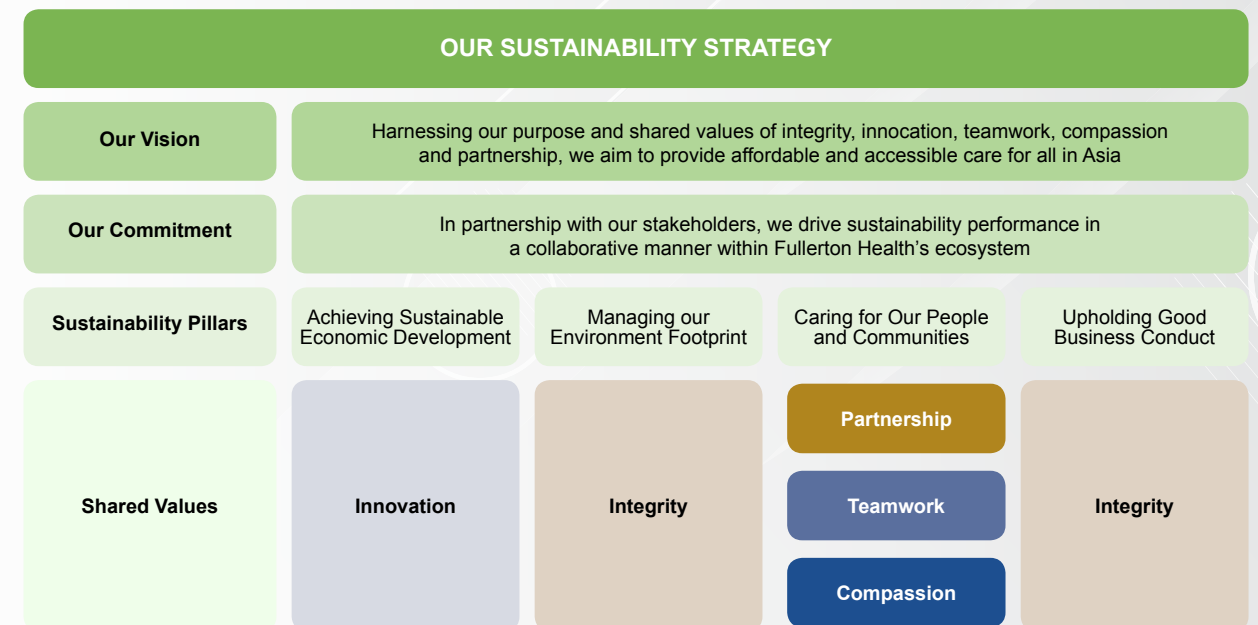 OUR SUSTAINABILITY STRATEGY
Our Vision
Harnessing our purpose and shared values of integrity, innocation, teamwork, compassion
and partnership, we aim to provide affordable and accessible care for all in Asia
Our Commitment
In partnership with our stakeholders, we drive sustainability performance in
a collaborative manner within Fullerton Health's ecosystem
Sustainability Pillars
Achieving Sustainable
Economic Development
Managing our
Environment Footprint
Caring for Our People
and Communities
Upholding Good
Business Conduct
Shared Values
Innovation
Integrity
Partnership
Teamwork
Compassion
Integrity